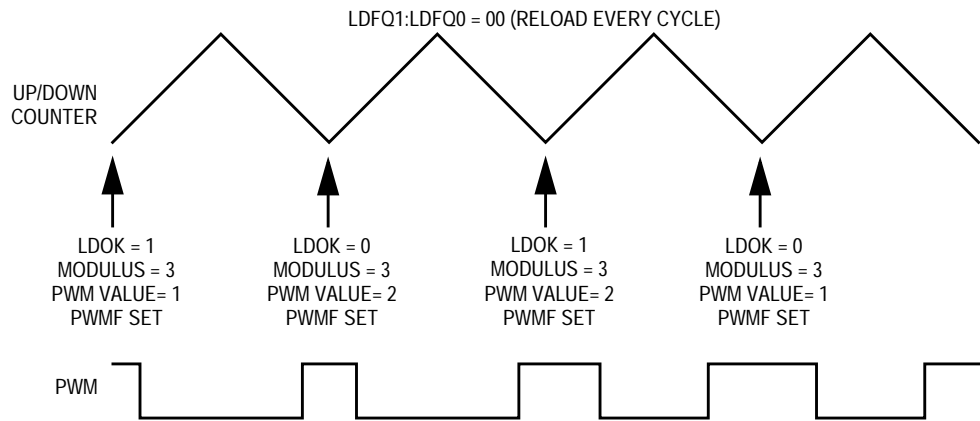 LDFQ1:LDFQ0 = 00 (RELOAD EVERY CYCLE)
UP/DOWN
COUNTER
LDOK = 1
MODULUS = 3
PWM VALUE= 1
PWMF SET
LDOK = 0
MODULUS = 3
PWM VALUE= 2
PWMF SET
LDOK = 1
MODULUS = 3
PWM VALUE= 2
PWMF SET
LDOK = 0
MODULUS = 3
PWM VALUE= 1
PWMF SET
PWM